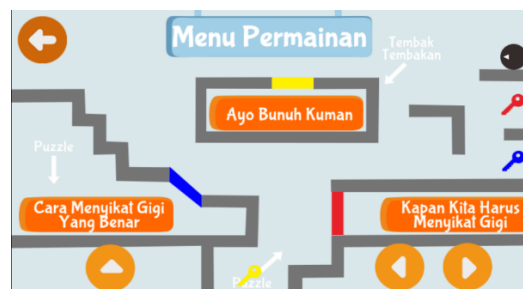 Menu Permainan
Tembak
Tembakan
Ayo Bunuh Kuman
Puzzle
Cara Menyikat Gigi
Yang Benar
Kapan Kita Harus
Menyikat Gigi
Puzzle